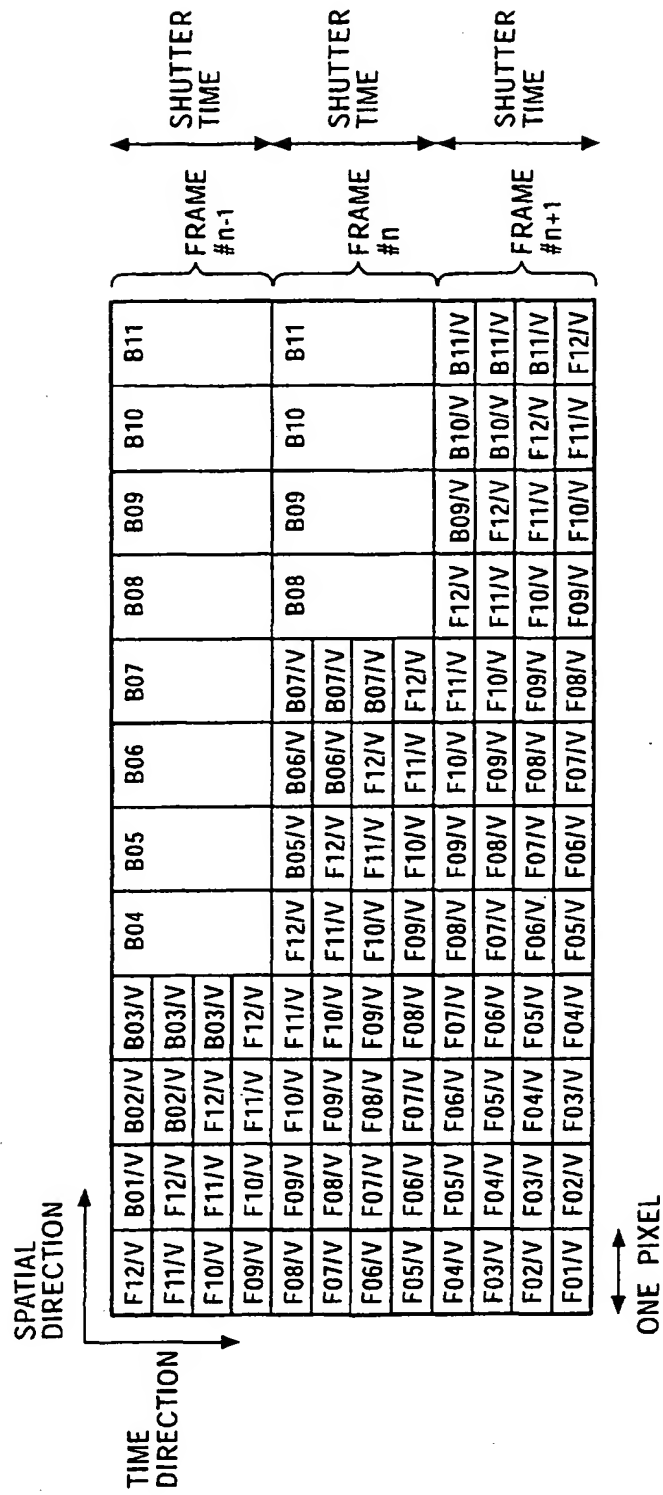 SPATIAL
DIRECTION
TIME
DIRECTION
F12/V B01/V B02/V B03/V B04 B05 B06 B07 B08 B09 B10 B11
F11/V F12/V B02/V B03/V
F10/V F11/V F12/V B03/V
F09/V F10/V F11/V F12/V
FRAME
#n-1
SHUTTER
TIME
F08/V F09/V F10/V F11/V F12/V B05/V B06/V B07/V B08 B09 B10 B11
F07/V F08/V F09/V F10/V F11/V F12/V B06/V B07/V
F06/V F07/V F08/V F09/V F10/V F11/V F12/V B07/V
F05/V F06/V F07/V F08/V F09/V F10/V F11/V F12/V
FRAME
#n
SHUTTER
TIME
F04/V F05/V F06/V F07/V F08/V F09/V F10/V F11/V F12/V B09/V B10/V B11/V
F03/V F04/V F05/V F06/V F07/V F08/V F09/V F10/V F11/V F12/V B10/V B11/V
F02/V F03/V F04/V F05/V F06/V. F07/V F08/V F09/V F10/V F11/V F12/V B11/V
F01/V F02/V F03/V F04/V F05/V F06/V F07/V F08/V F09/V F10/V F11/V F12/V
FRAME
#n+1
SHUTTER
TIME
ONE PIXEL